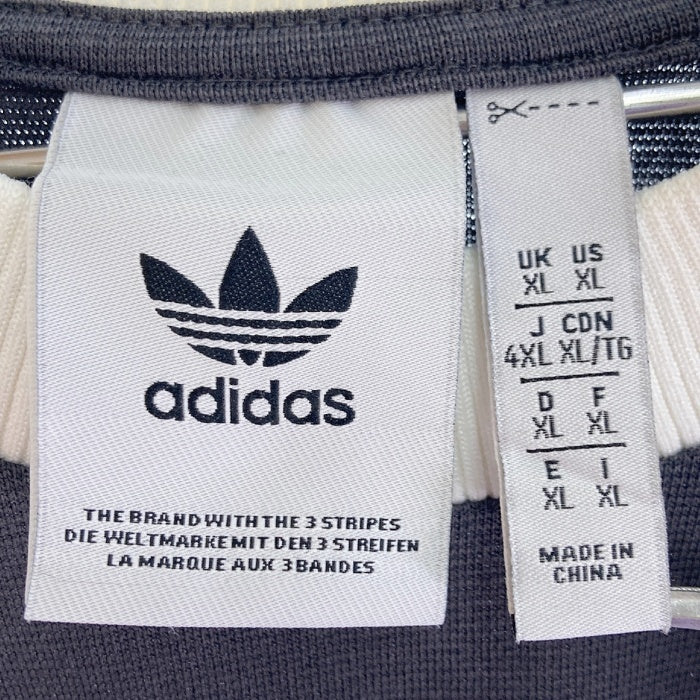 adidas
THE BRAND WITH THE 3 STRIPES
DIE WELTMARKE MIT DEN 3 STREIFEN
LA MARQUE AUX 3 BANDES
UK US
XL XL
J CDN
4XL XL/TG
D F
XL XL
E I
XL XL
MADE IN
CHINA